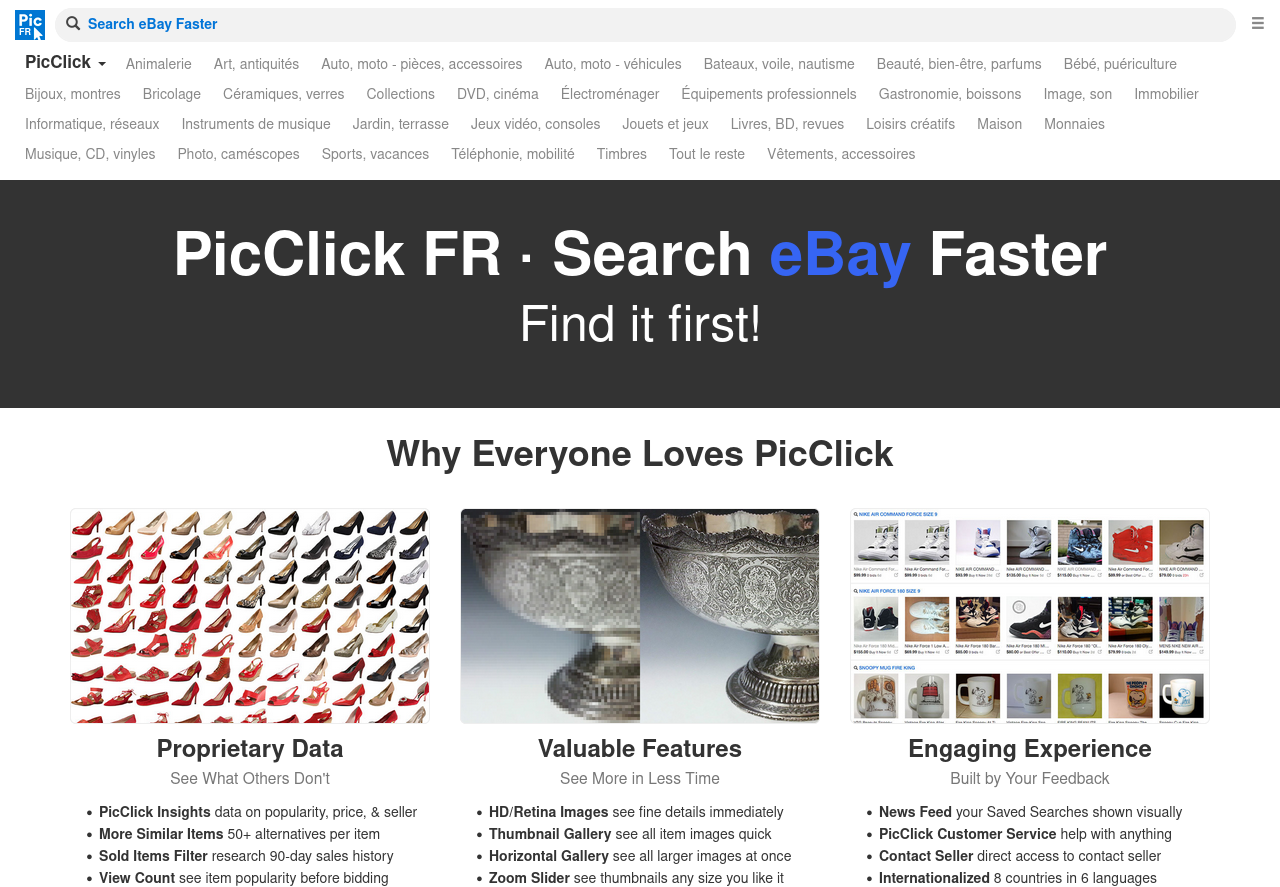 Pic
FR
Search eBay Faster
PicClick Animalerie Art, antiquités Auto, moto - pièces, accessoires Auto, moto - véhicules Bateaux, voile, nautisme Beauté, bien-être, parfums Bébé, puériculture
Bijoux, montres Bricolage Céramiques, verres Collections DVD, cinéma Électroménager Équipements professionnels Gastronomie, boissons Image, son Immobilier
Informatique, réseaux Instruments de musique Jardin, terrasse Jeux vidéo, consoles Jouets et jeux Livres, BD, revues Loisirs créatifs Maison Monnaies
Musique, CD, vinyles Photo, caméscopes Sports, vacances Téléphonie, mobilité Timbres Tout le reste Vêtements, accessoires
PicClick FR · Search eBay Faster
Find it first!
Why Everyone Loves PicClick
NIKE AIR COMMAND FORCE SIZE 9
NIKE AIR FORCE 180 SIZE 9
SNOOPY MUG FIRE KING
Proprietary Data
See What Others Don't
• PicClick Insights data on popularity, price, & seller
• More Similar Items 50+ alternatives per item
• Sold Items Filter research 90-day sales history
• View Count see item popularity before bidding
Valuable Features
See More in Less Time
• HD/Retina Images see fine details immediately
• Thumbnail Gallery see all item images quick
• Horizontal Gallery see all larger images at once
• Zoom Slider see thumbnails any size you like it
Engaging Experience
Built by Your Feedback
• News Feed your Saved Searches shown visually
• PicClick Customer Service help with anything
• Contact Seller direct access to contact seller
• Internationalized 8 countries in 6 languages